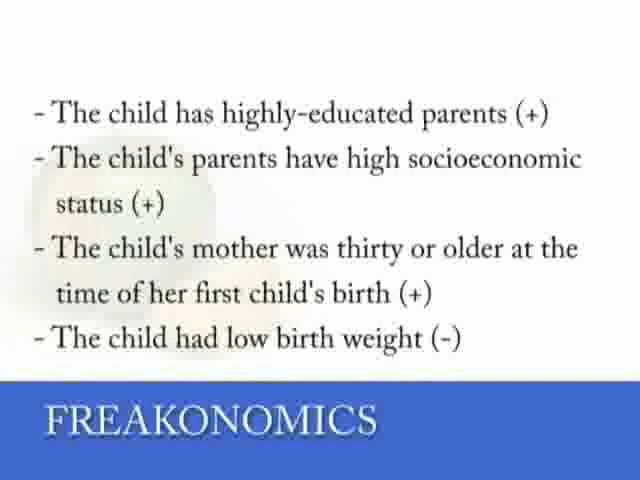 - The child has highly-educated parents (+)
- The child's parents have high socioeconomic
status (+)
- The child's mother was thirty or older at the
time of her first child's birth (+)
- The child had low birth weight (-)
FREAKONOMICS